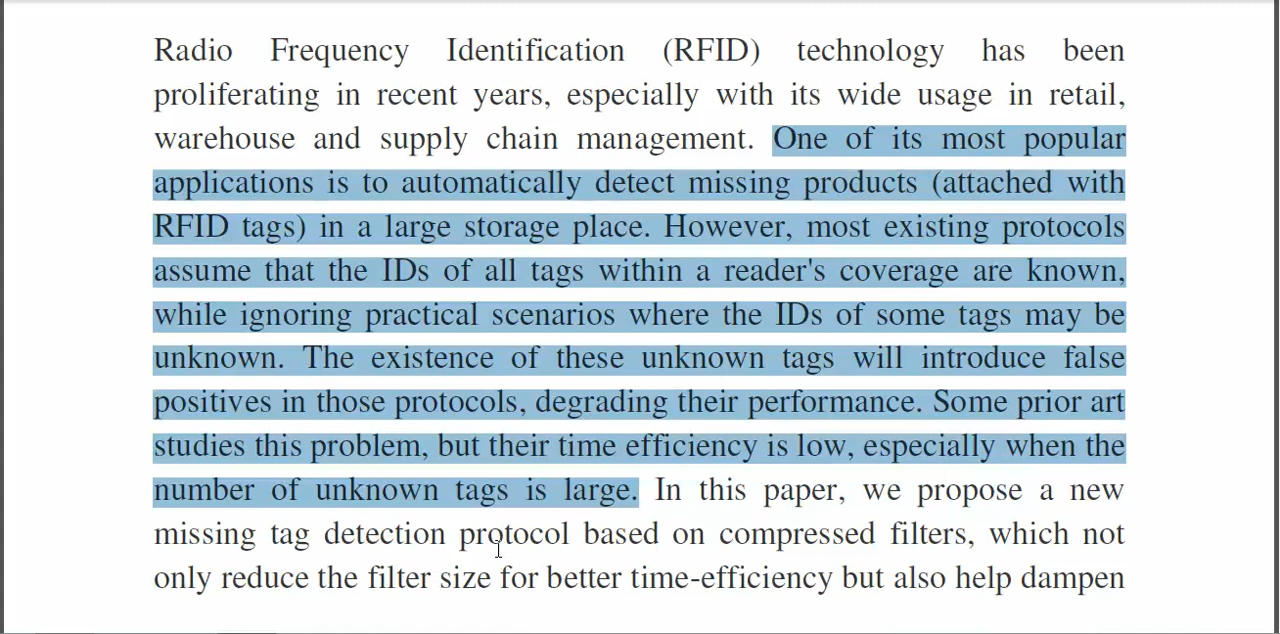 Radio Frequency Identification (RFID) technology has been
proliferating in recent years, especially with its wide usage in retail,
warehouse and supply chain management. One of its most popular
applications is to automatically detect missing products (attached with
RFID tags) in a large storage place. However, most existing protocols
assume that the IDs of all tags within a reader's coverage are known,
while ignoring practical scenarios where the IDs of some tags may be
unknown. The existence of these unknown tags will introduce false
positives in those protocols, degrading their performance. Some prior art
studies this problem, but their time efficiency is low, especially when the
number of unknown tags is large. In this paper, we propose a new
missing tag detection protocol based on compressed filters, which not
only reduce the filter size for better time-efficiency but also help dampen